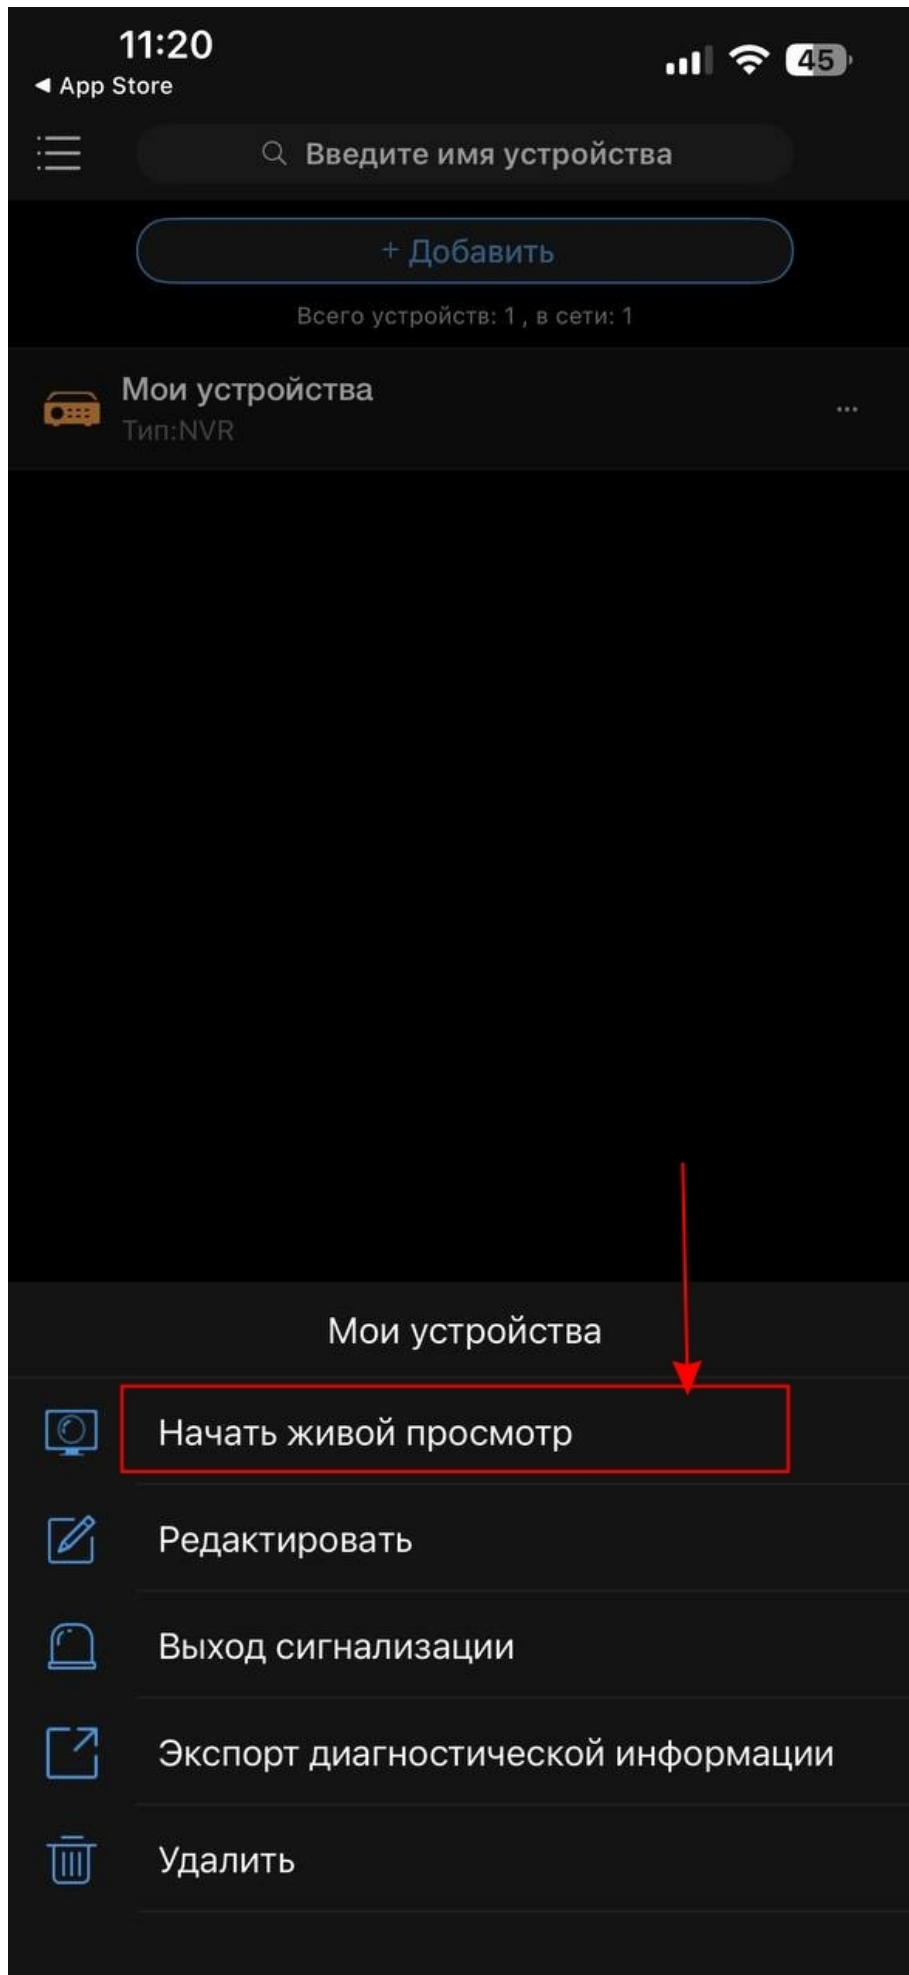 11:20
45
◀ App Store
Введите имя устройства
+ Добавить
Всего устройств: 1 , в сети: 1
Мои устройства
Тип:NVR
Мои устройства
Начать живой просмотр
Редактировать
Выход сигнализации
Экспорт диагностической информации
Удалить